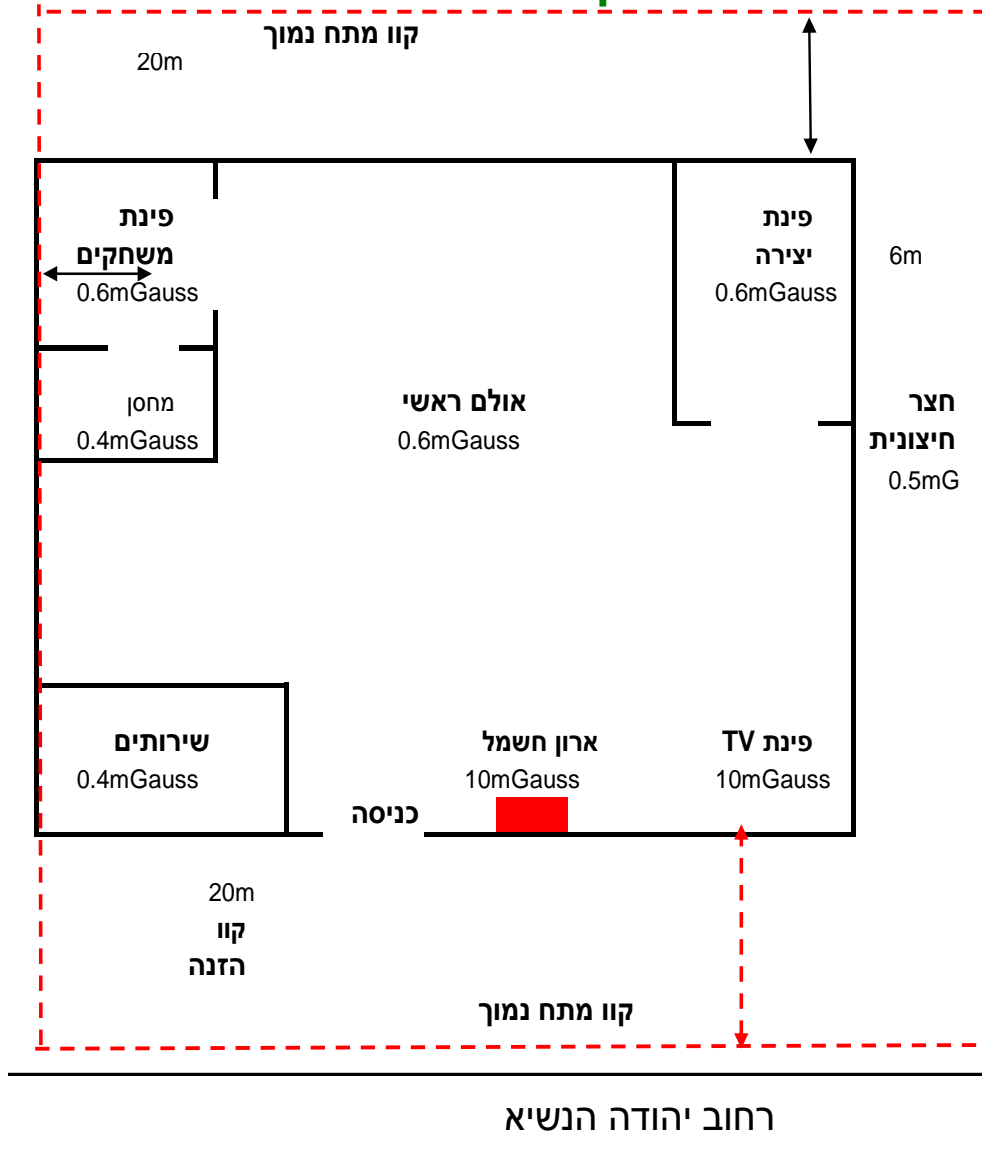 קוו מתח נמוך
20m
פינת
משחקים
0.6mGauss
פינת
יצירה
0.6mGauss
6m
מחסן
0.4mGauss
אולם ראשי
0.6mGauss
חצר
חיצונית
0.5mG
שירותים
0.4mGauss
ארון חשמל
10mGauss
פינת TV
10mGauss
כניסה
20m
קוו
הזנה
קוו מתח נמוך
רחוב יהודה הנשיא